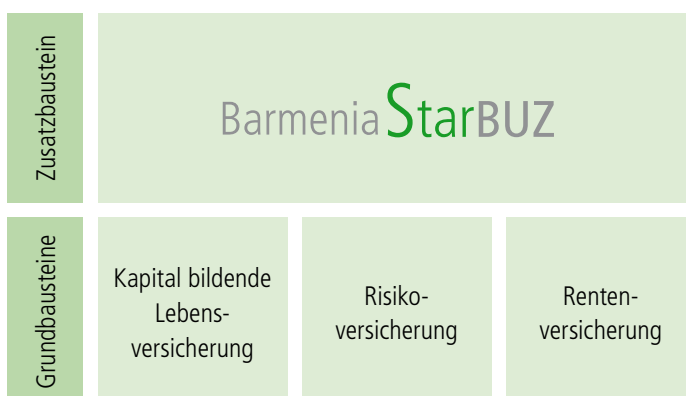 Zusatzbaustein
Barmenia StarBUZ
Grundbausteine
Kapital bildende
Lebens-
versicherung
Risiko-
versicherung
Renten-
versicherung